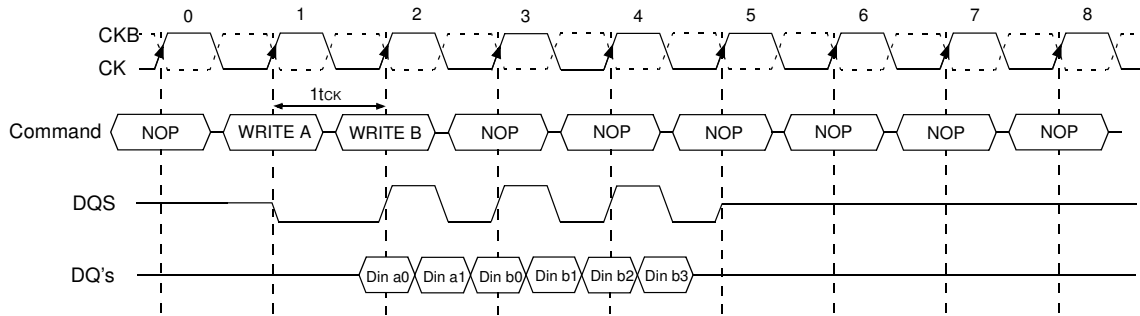 0 1 2 3 4 5 6 7 8
CKB
CK
1tCK
Command NOP WRITE A WRITE B NOP NOP NOP NOP NOP NOP
DQS
DQ's Din a0 Din a1 Din b0 Din b1 Din b2 Din b3